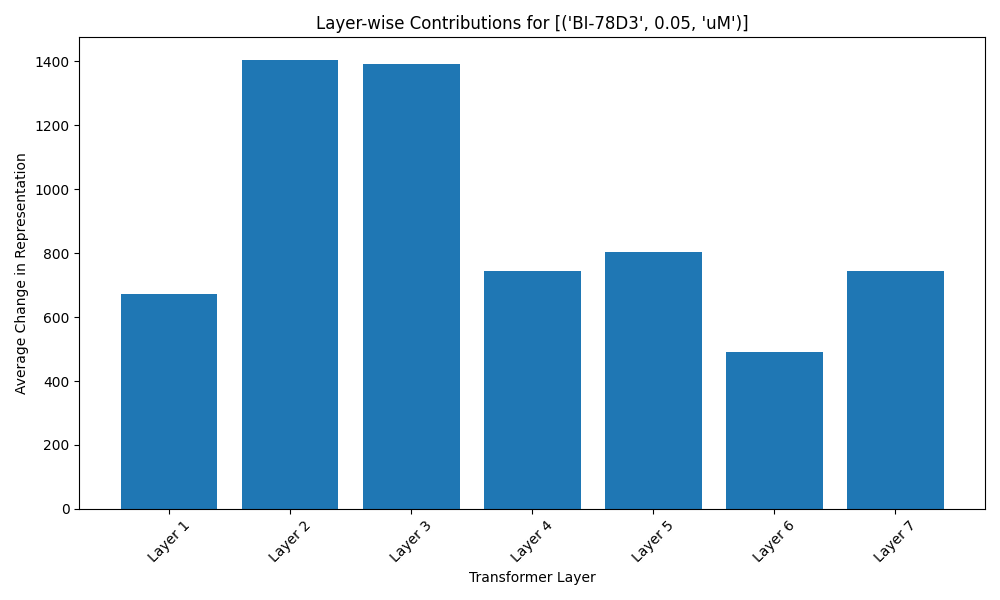 Layer-wise Contributions for [('BI-78D3', 0.05, 'uM')]
Average Change in Representation
1400
1200
1000
800
600
400
200
0
Layer 1
Layer 2
Layer 3
Layer 4
Layer 5
Layer 6
Layer 7
Transformer Layer